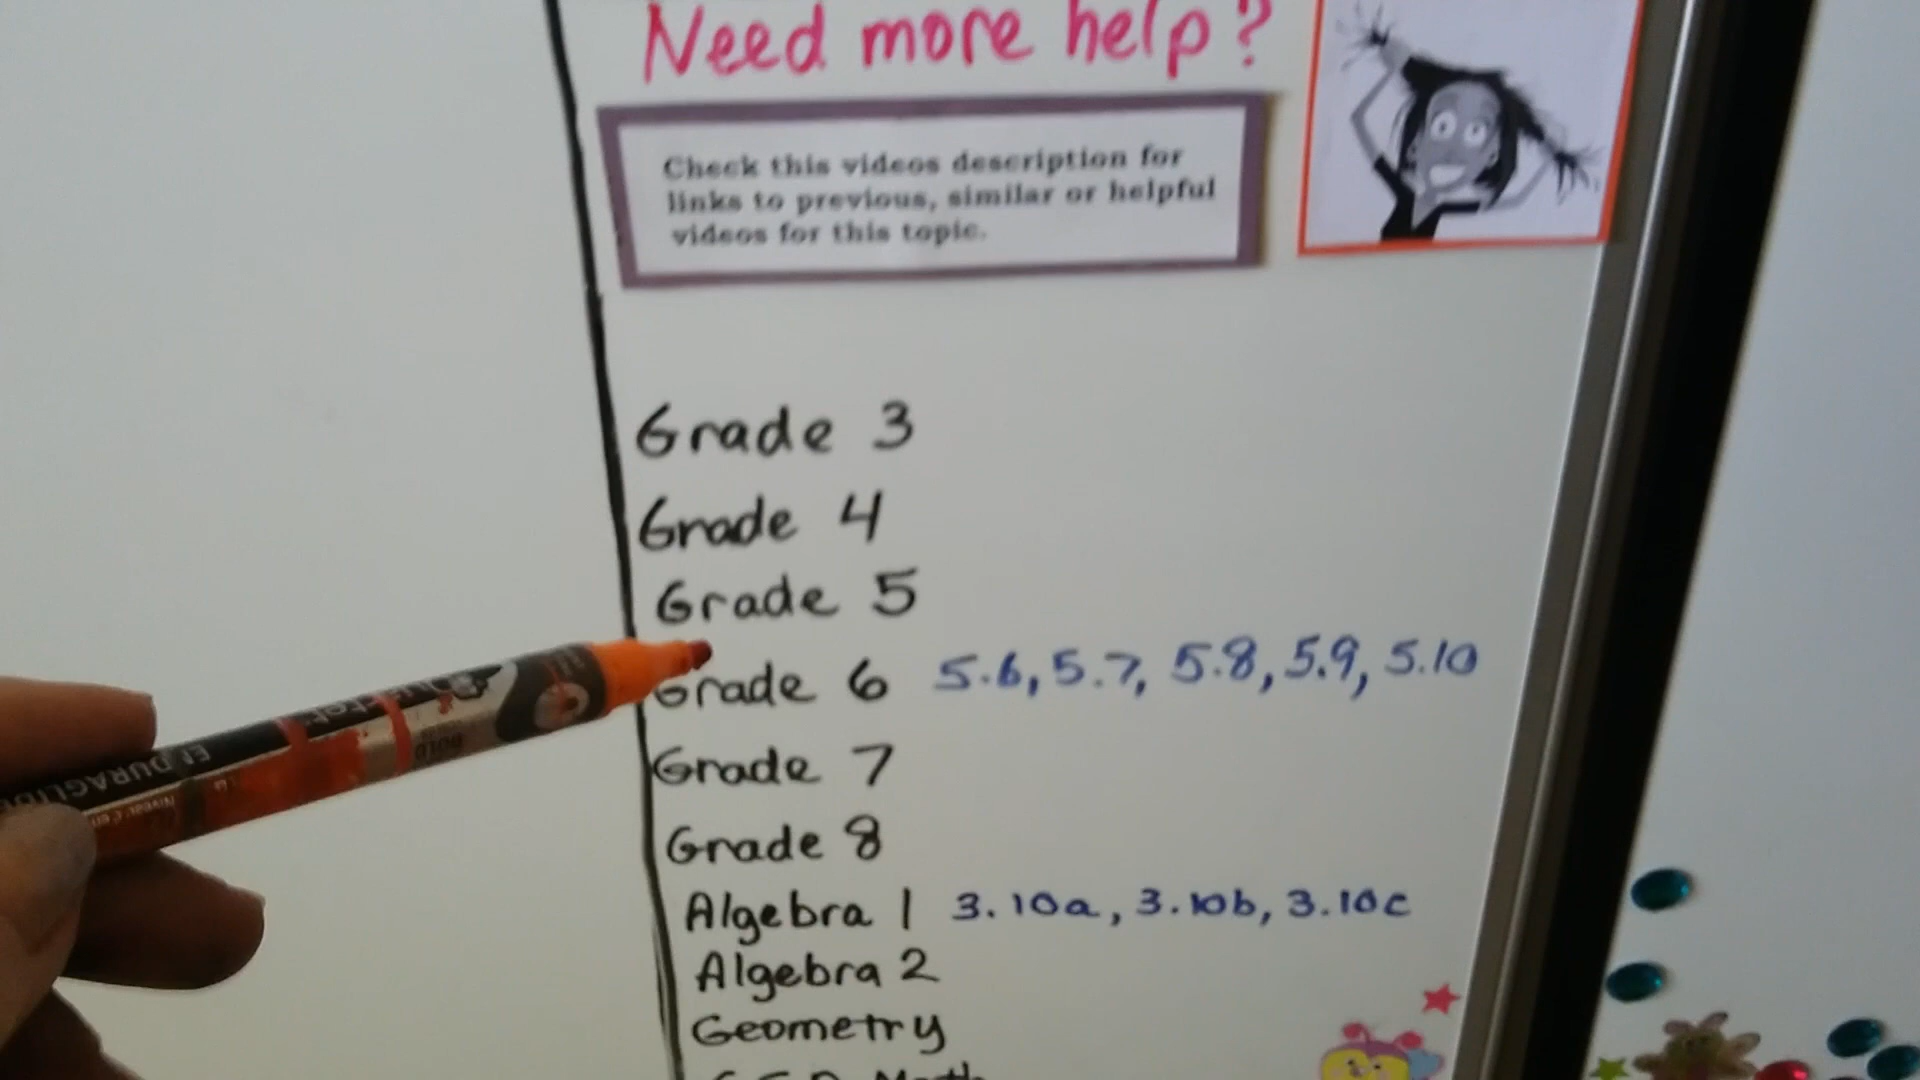 Need more help?
Check this videos description for
links to previous, similar or helpful
videos for this topic.
Grade 3
Grade 4
Grade 5
Grade 6 5.6, 5.7, 5.8, 5.9, 5.10
Grade 7
Grade 8
Algebra 1 3.10a, 3.10b, 3.10c
Algebra 2
Geometry